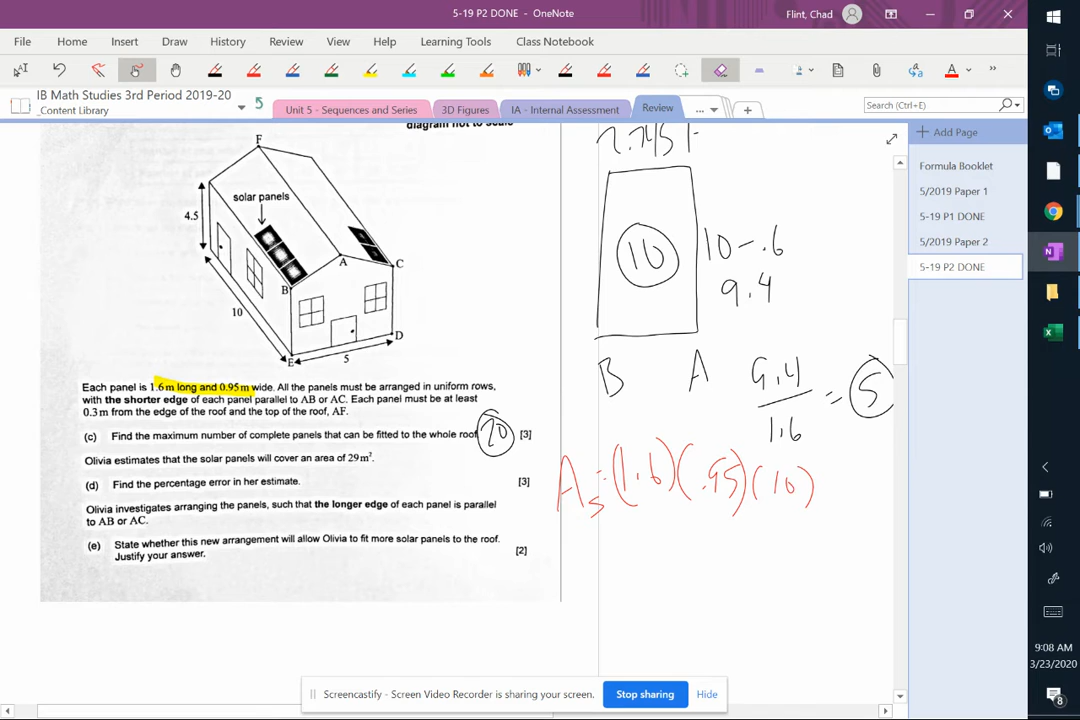 5-19 P2 DONE - OneNote
Flint, Chad
File Home Insert Draw History Review View Help Learning Tools Class Notebook
IB Math Studies 3rd Period 2019-20
Content Library
Unit 5 - Sequences and Series
3D Figures
IA - Internal Assessment
Review
...
Search (Ctrl+E)
Add Page
Formula Booklet
5/2019 Paper 1
5-19 P1 DONE
5/2019 Paper 2
5-19 P2 DONE
diagram not to scale
F
solar panels
4.5
A
C
B
10
D
E
5
Each panel is 1.6 m long and 0.95 m wide. All the panels must be arranged in uniform rows,
with the shorter edge of each panel parallel to AB or AC. Each panel must be at least
0.3 m from the edge of the roof and the top of the roof, AF.
(c) Find the maximum number of complete panels that can be fitted to the whole roof
20
[3]
Olivia estimates that the solar panels will cover an area of 29 m².
(d) Find the percentage error in her estimate.
[3]
Olivia investigates arranging the panels, such that the longer edge of each panel is parallel
to AB or AC.
(e) State whether this new arrangement will allow Olivia to fit more solar panels to the roof.
Justify your answer.
[2]
10
10 - .6
9.4
B A
9.4
1.6
= 5
As = (1.6)(.95)(10)
Screencastify - Screen Video Recorder is sharing your screen.
Stop sharing
Hide
9:08 AM
3/23/2020
8